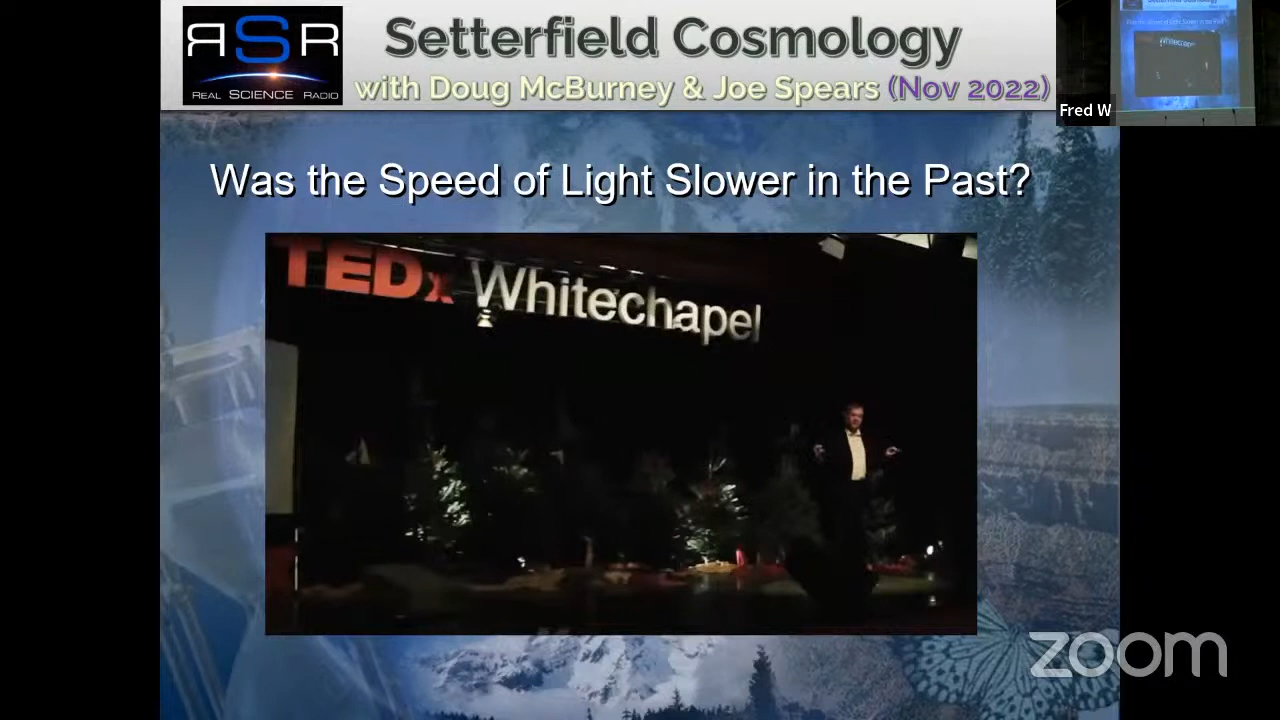 RSR
REAL SCIENCE RADIO
Setterfield Cosmology
with Doug McBurney & Joe Spears (Nov 2022)
Fred W
Was the Speed of Light Slower in the Past?
TEDx Whitechapel
zoom